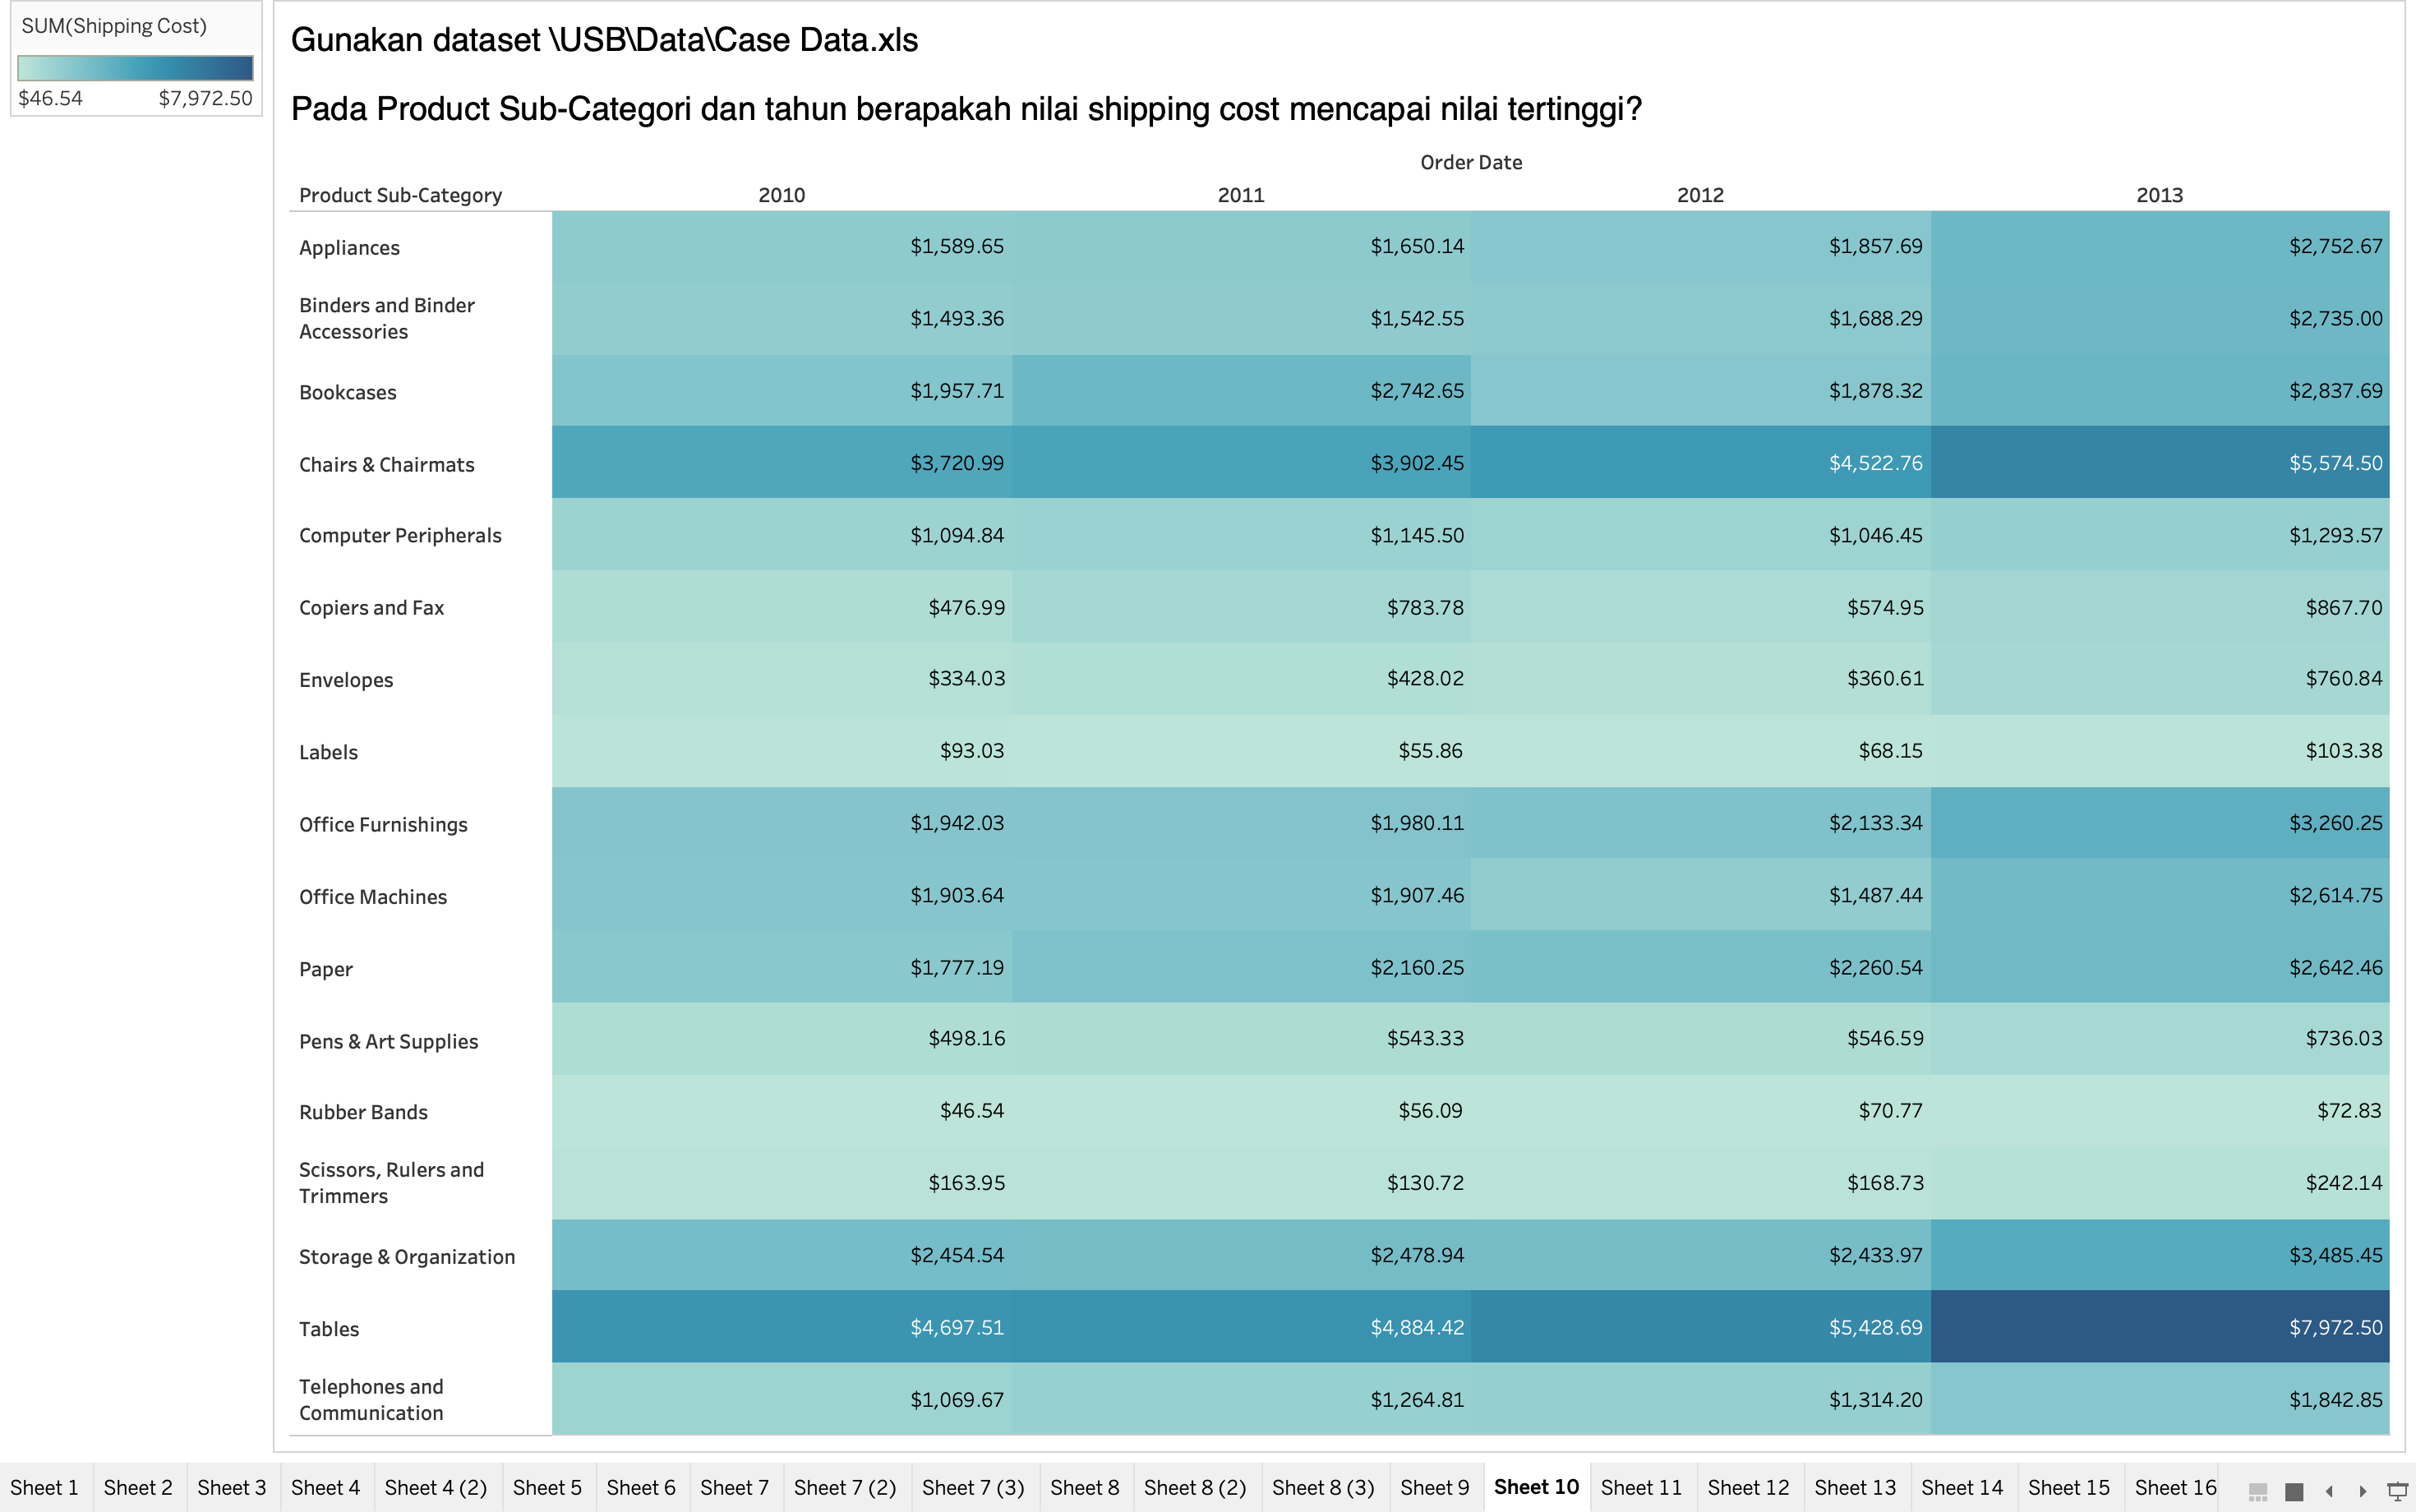 SUM(Shipping Cost)
$46.54 $7,972.50
Gunakan dataset \USB\Data\Case Data.xls
Pada Product Sub-Categori dan tahun berapakah nilai shipping cost mencapai nilai tertinggi?
Order Date
Product Sub-Category 2010 2011 2012 2013
Appliances $1,589.65 $1,650.14 $1,857.69 $2,752.67
Binders and Binder
Accessories $1,493.36 $1,542.55 $1,688.29 $2,735.00
Bookcases $1,957.71 $2,742.65 $1,878.32 $2,837.69
Chairs & Chairmats $3,720.99 $3,902.45 $4,522.76 $5,574.50
Computer Peripherals $1,094.84 $1,145.50 $1,046.45 $1,293.57
Copiers and Fax $476.99 $783.78 $574.95 $867.70
Envelopes $334.03 $428.02 $360.61 $760.84
Labels $93.03 $55.86 $68.15 $103.38
Office Furnishings $1,942.03 $1,980.11 $2,133.34 $3,260.25
Office Machines $1,903.64 $1,907.46 $1,487.44 $2,614.75
Paper $1,777.19 $2,160.25 $2,260.54 $2,642.46
Pens & Art Supplies $498.16 $543.33 $546.59 $736.03
Rubber Bands $46.54 $56.09 $70.77 $72.83
Scissors, Rulers and
Trimmers $163.95 $130.72 $168.73 $242.14
Storage & Organization $2,454.54 $2,478.94 $2,433.97 $3,485.45
Tables $4,697.51 $4,884.42 $5,428.69 $7,972.50
Telephones and
Communication $1,069.67 $1,264.81 $1,314.20 $1,842.85
Sheet 1 Sheet 2 Sheet 3 Sheet 4 Sheet 4 (2) Sheet 5 Sheet 6 Sheet 7 Sheet 7 (2) Sheet 7 (3) Sheet 8 Sheet 8 (2) Sheet 8 (3) Sheet 9 Sheet 10 Sheet 11 Sheet 12 Sheet 13 Sheet 14 Sheet 15 Sheet 16